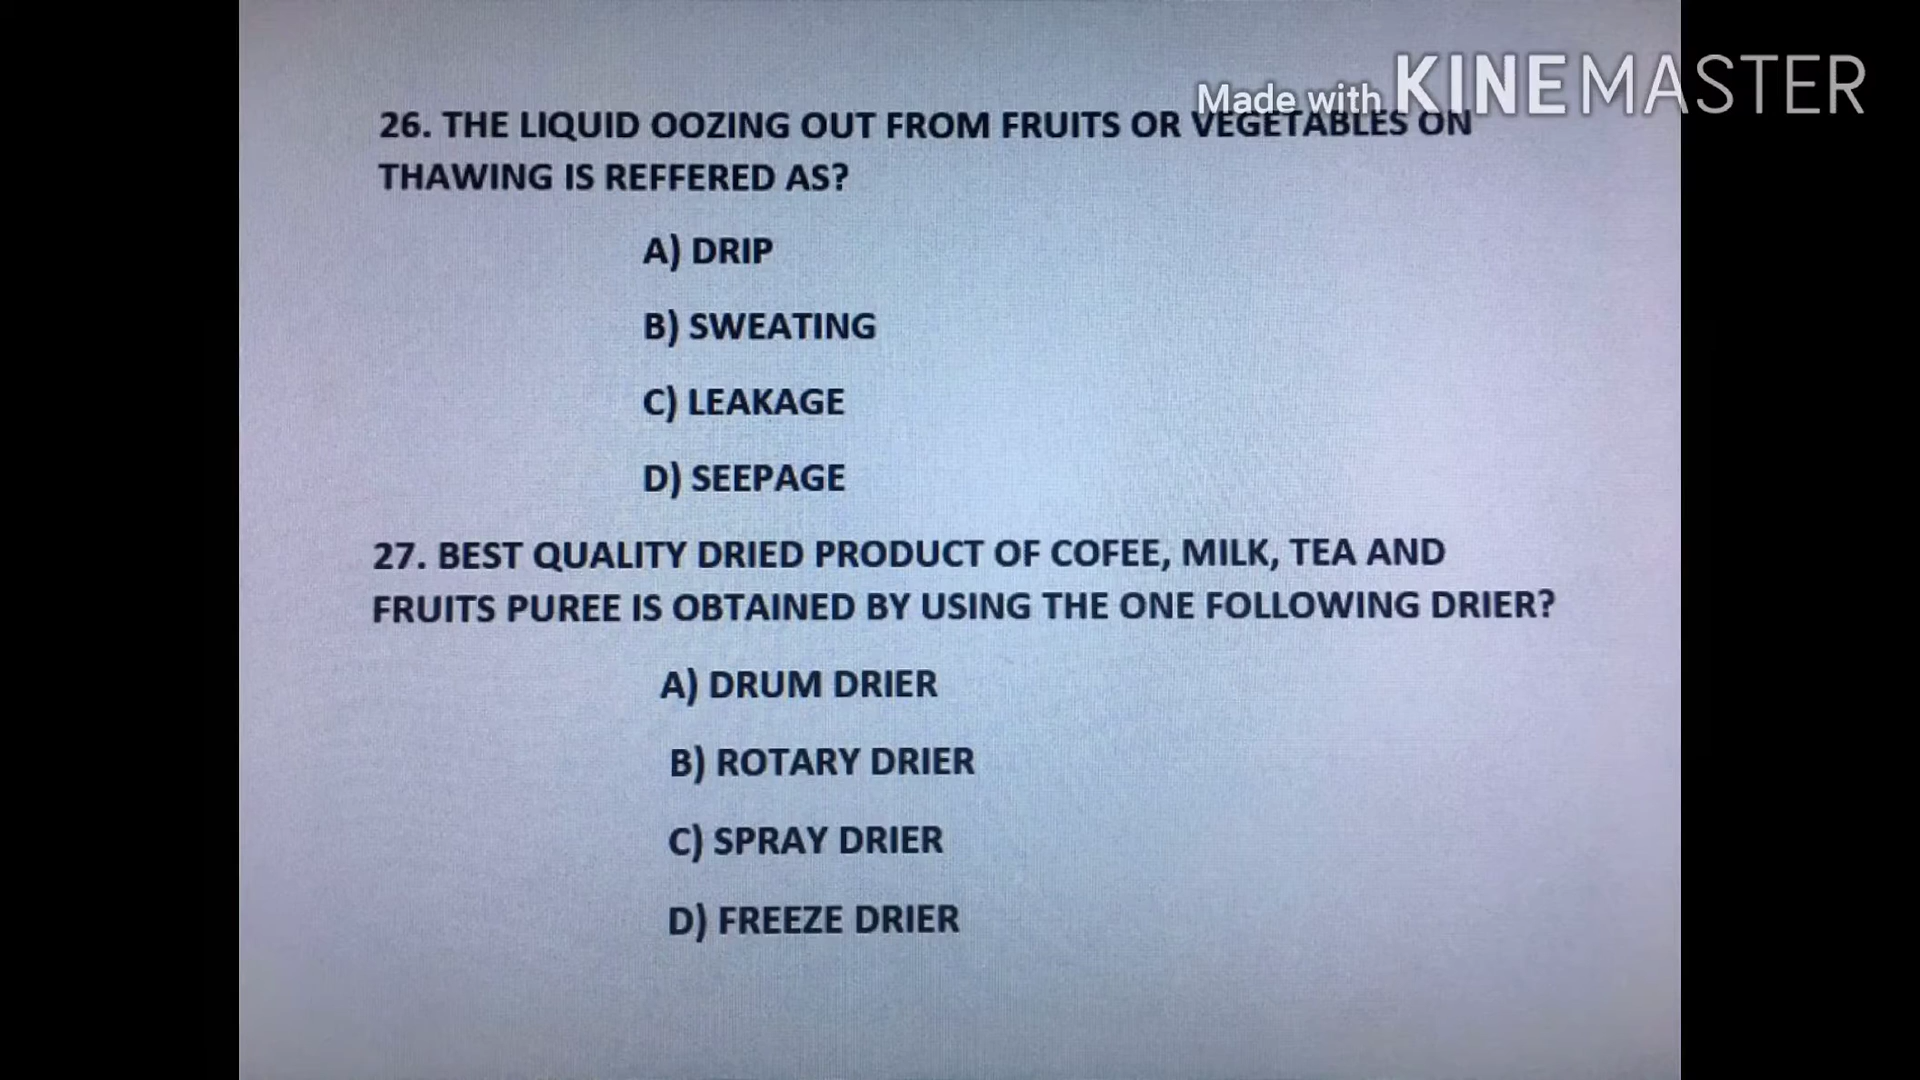 Made with KINEMASTER
26. THE LIQUID OOZING OUT FROM FRUITS OR VEGETABLES ON
THAWING IS REFFERED AS?
A) DRIP
B) SWEATING
C) LEAKAGE
D) SEEPAGE
27. BEST QUALITY DRIED PRODUCT OF COFEE, MILK, TEA AND
FRUITS PUREE IS OBTAINED BY USING THE ONE FOLLOWING DRIER?
A) DRUM DRIER
B) ROTARY DRIER
C) SPRAY DRIER
D) FREEZE DRIER